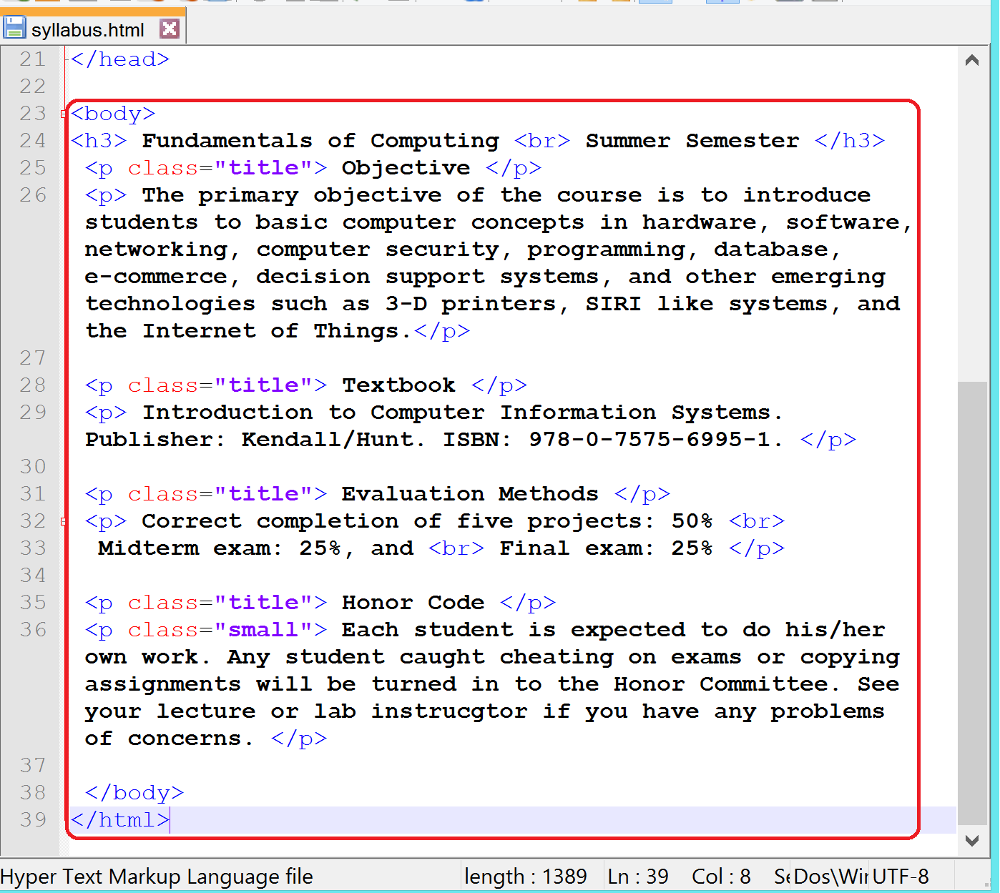 syllabus.html
21 </head>
22
23 <body>
24 <h3> Fundamentals of Computing <br> Summer Semester </h3>
25 <p class="title"> Objective </p>
26 <p> The primary objective of the course is to introduce
students to basic computer concepts in hardware, software,
networking, computer security, programming, database,
e-commerce, decision support systems, and other emerging
technologies such as 3-D printers, SIRI like systems, and
the Internet of Things.</p>
27
28 <p class="title"> Textbook </p>
29 <p> Introduction to Computer Information Systems.
Publisher: Kendall/Hunt. ISBN: 978-0-7575-6995-1. </p>
30
31 <p class="title"> Evaluation Methods </p>
32 <p> Correct completion of five projects: 50% <br>
33 Midterm exam: 25%, and <br> Final exam: 25% </p>
34
35 <p class="title"> Honor Code </p>
36 <p class="small"> Each student is expected to do his/her
own work. Any student caught cheating on exams or copying
assignments will be turned in to the Honor Committee. See
your lecture or lab instrucgtor if you have any problems
of concerns. </p>
37
38 </body>
39 </html>
Hyper Text Markup Language file length : 1389 Ln : 39 Col : 8 Dos\Wir UTF-8